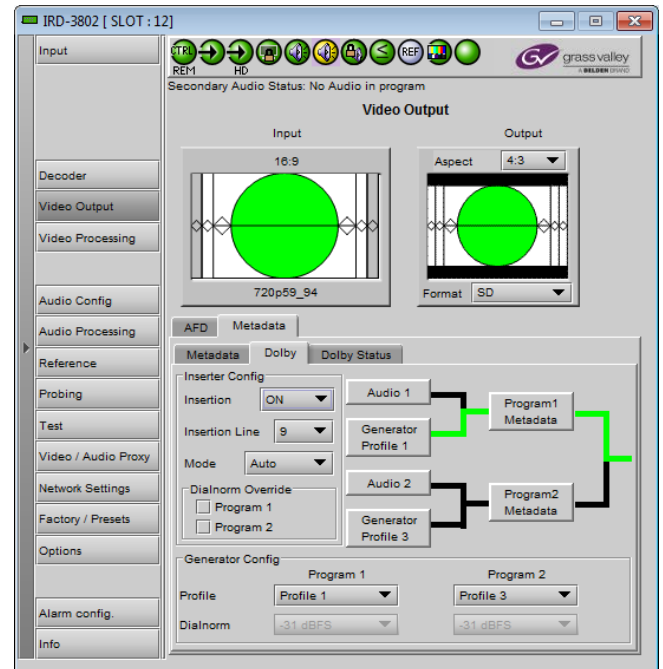 IRD-3802 [ SLOT : 12]
Input
Decoder
Video Output
Video Processing
Audio Config
Audio Processing
Reference
Probing
Test
Video / Audio Proxy
Network Settings
Factory / Presets
Options
Alarm config.
Info
CTRL
REM
HD
REF
grass valley
A BELDEN BRAND
Secondary Audio Status: No Audio in program
Video Output
Input
16:9
720p59_94
Output
Aspect 4:3
Format SD
AFD Metadata
Metadata Dolby Dolby Status
Inserter Config
Insertion ON
Insertion Line 9
Mode Auto
Dialnorm Override
Program 1
Program 2
Audio 1
Generator
Profile 1
Audio 2
Generator
Profile 3
Program1
Metadata
Program2
Metadata
Generator Config
Program 1 Program 2
Profile Profile 1 Profile 3
Dialnorm -31 dBFS -31 dBFS